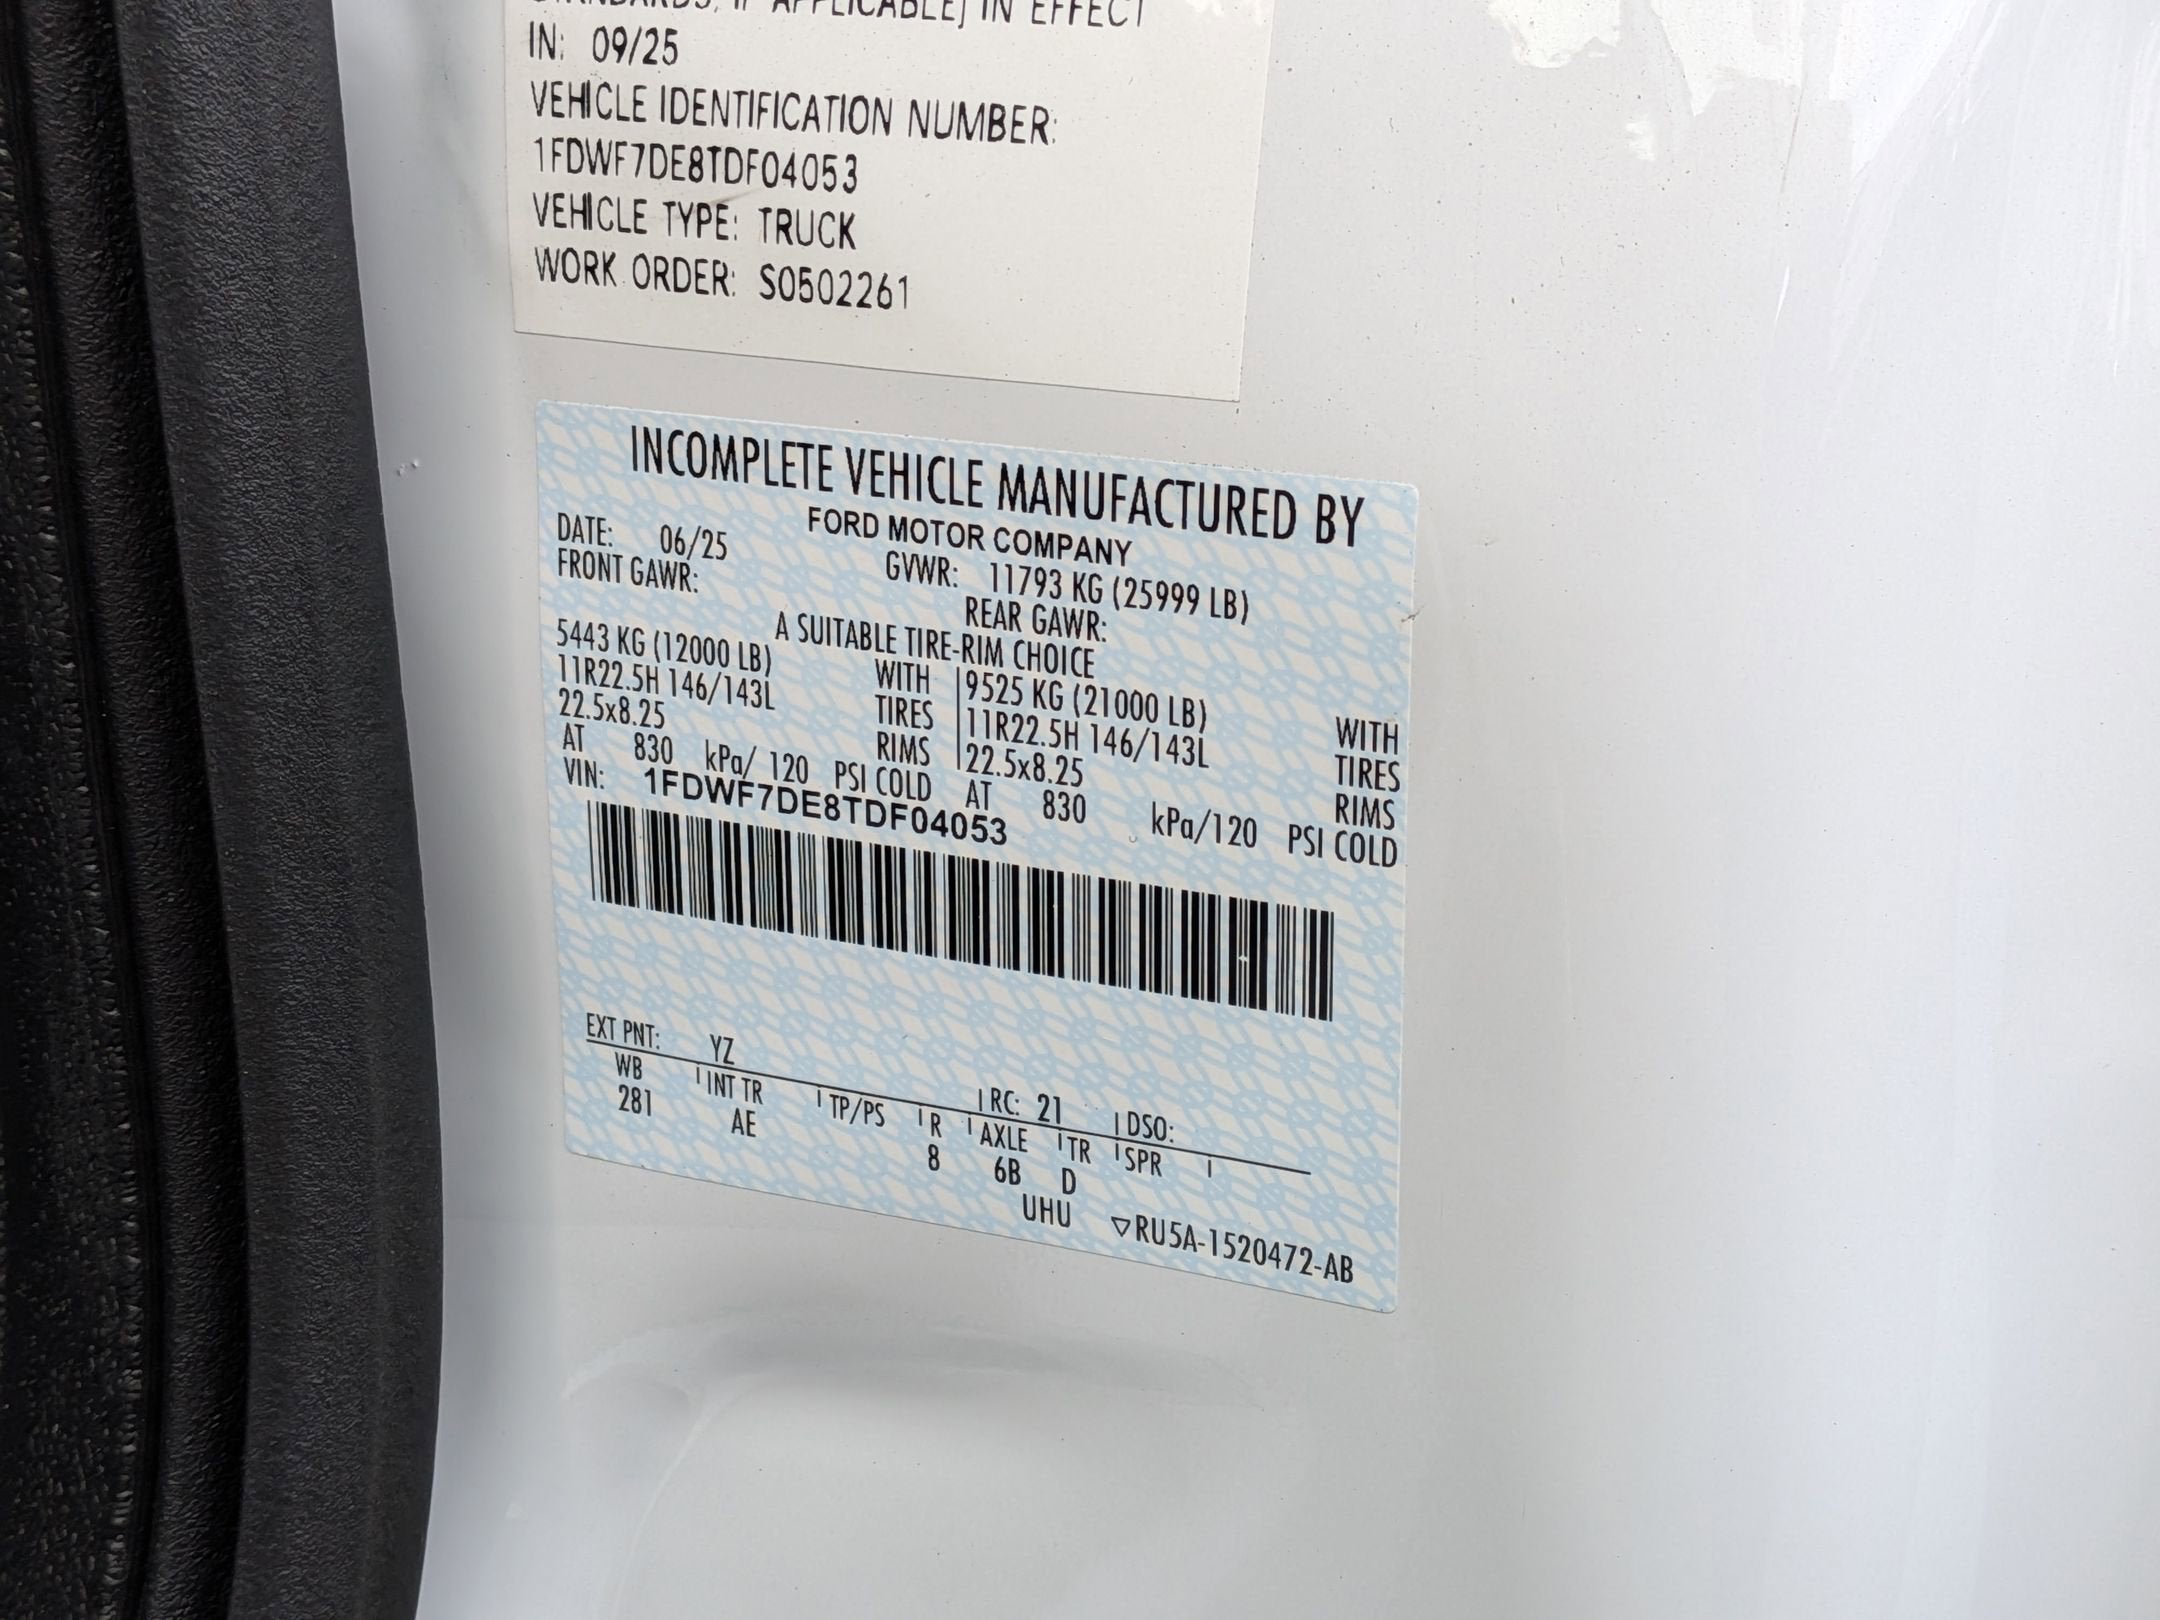 STANDARDS, IF APPLICABLE) IN EFFECT
IN: 09/25
VEHICLE IDENTIFICATION NUMBER:
1FDWF7DE8TDF04053
VEHICLE TYPE: TRUCK
WORK ORDER: S0502261
INCOMPLETE VEHICLE MANUFACTURED BY
FORD MOTOR COMPANY
DATE: 06/25 GVWR: 11793 KG (25999 LB)
FRONT GAWR: REAR GAWR:
A SUITABLE TIRE-RIM CHOICE
5443 KG (12000 LB) WITH 9525 KG (21000 LB) WITH
11R22.5H 146/143L TIRES 11R22.5H 146/143L TIRES
22.5x8.25 RIMS 22.5x8.25 RIMS
AT 830 kPa/ 120 PSI COLD AT 830 kPa/120 PSI COLD
VIN: 1FDWF7DE8TDF04053
EXT PNT: YZ RC: 21 DSO:
WB INT TR TP/PS R AXLE TR SPR
281 AE 8 6B D
UHU ▽RU5A-1520472-AB